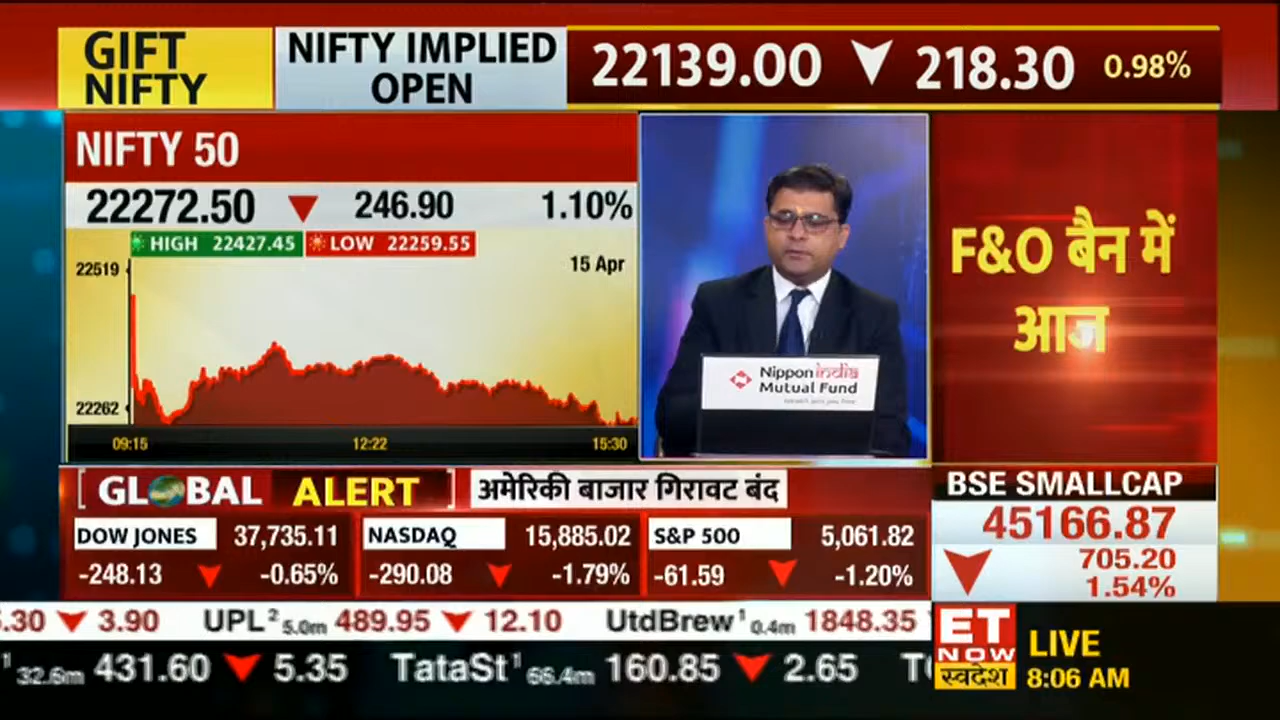 GIFT
NIFTY
NIFTY IMPLIED
OPEN
22139.00 218.30 0.98%
NIFTY 50
22272.50 246.90 1.10%
HIGH 22427.45 LOW 22259.55
15 Apr
22519
22262
09:15 12:22 15:30
Nippon india
Mutual Fund
F&O बैन में
आज
GLOBAL ALERT अमेरिकी बाजार गिरावट बंद
DOW JONES 37,735.11
-248.13 -0.65%
NASDAQ 15,885.02
-290.08 -1.79%
S&P 500 5,061.82
-61.59 -1.20%
BSE SMALLCAP
45166.87
705.20
1.54%
.30 3.90 UPL² 5.0m 489.95 12.10 UtdBrew¹ 0.4m 1848.35
¹ 32.6m 431.60 5.35 TataSt¹ 66.4m 160.85 2.65
ET
NOW
स्वदेश
LIVE
8:06 AM